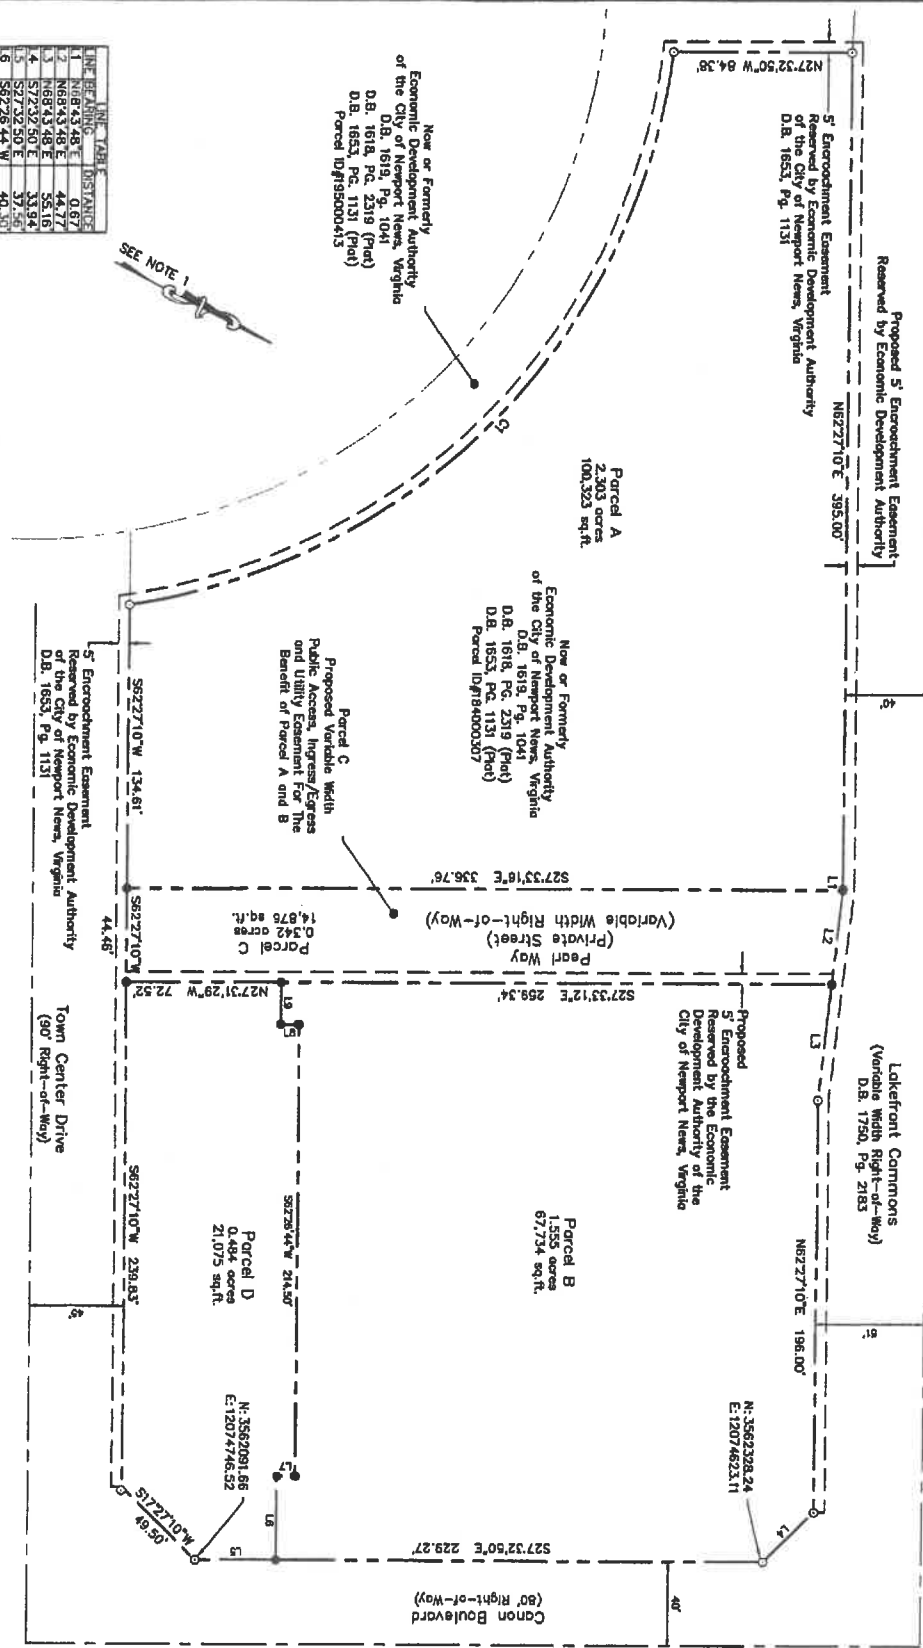 LINE TABLE
LINE BEARING DISTANCE
L1 N68°43'48"E 0.67
L2 N68°43'48"E 44.77
L3 N68°43'48"E 55.16
L4 S72°32'50"E 33.94
L5 S27°32'50"E 37.56
L6 S62°26'44"W
SEE NOTE 1
Now or Formerly
Economic Development Authority
of the City of Newport News, Virginia
D.B. 1619, Pg. 1041
D.B. 1618, PG. 2319 (Plat)
D.B. 1653, PG. 1131 (Plat)
Parcel ID#195000413
N27°32'50"W 84.38'
5' Encroachment Easement
Reserved by Economic Development Authority
of the City of Newport News, Virginia
D.B. 1653, Pg. 1131
Proposed 5' Encroachment Easement
Reserved by Economic Development Authority
N62°27'10"E 395.00'
Parcel A
2.303 acres
100,323 sq.ft.
Now or Formerly
Economic Development Authority
of the City of Newport News, Virginia
D.B. 1619, Pg. 1041
D.B. 1618, PG. 2319 (Plat)
D.B. 1653, PG. 1131 (Plat)
Parcel ID#184000307
Parcel C
Proposed Variable Width
Public Access, Ingress/Egress
and Utility Easement For The
Benefit of Parcel A and B
5' Encroachment Easement
Reserved by Economic Development Authority
of the City of Newport News, Virginia
D.B. 1653, Pg. 1131
S62°27'10"W 134.61'
S62°27'10"W
44.46'
S27°33'16"E 336.76'
L1
L2
L3
Pearl Way
(Private Street)
(Variable Width Right-of-Way)
Parcel C
0.342 acres
14,876 sq.ft.
S27°33'12"E 259.34'
N27°31'29"W 72.52'
L9
L8
Proposed
5' Encroachment Easement
Reserved by the Economic
Development Authority of the
City of Newport News, Virginia
Lakefront Commons
(Variable Width Right-of-Way)
D.B. 1750, Pg. 2183
Town Center Drive
(90' Right-of-Way)
Parcel B
1.555 acres
67,734 sq.ft.
N62°27'10"E 196.00'
61'
S62°26'44"W 214.50'
Parcel D
0.484 acres
21,075 sq.ft.
S62°27'10"W 239.83'
45'
N: 3562328.24
E: 12074623.11
N: 3562091.66
E: 12074746.52
L4
L7
L6
L5
S17°27'10"W
49.50'
S27°32'50"E 229.27'
40'
Canon Boulevard
(80' Right-of-Way)